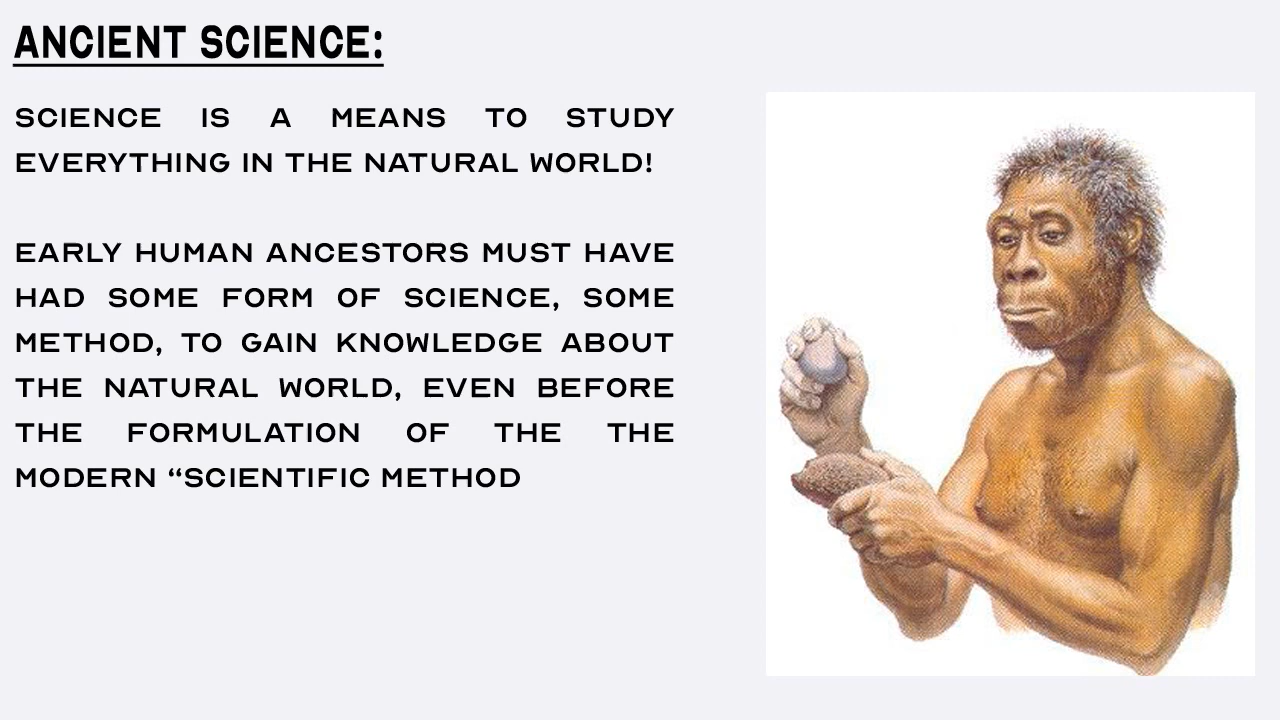 ANCIENT SCIENCE:
SCIENCE IS A MEANS TO STUDY
EVERYTHING IN THE NATURAL WORLD!
EARLY HUMAN ANCESTORS MUST HAVE
HAD SOME FORM OF SCIENCE, SOME
METHOD, TO GAIN KNOWLEDGE ABOUT
THE NATURAL WORLD, EVEN BEFORE
THE FORMULATION OF THE THE
MODERN “SCIENTIFIC METHOD